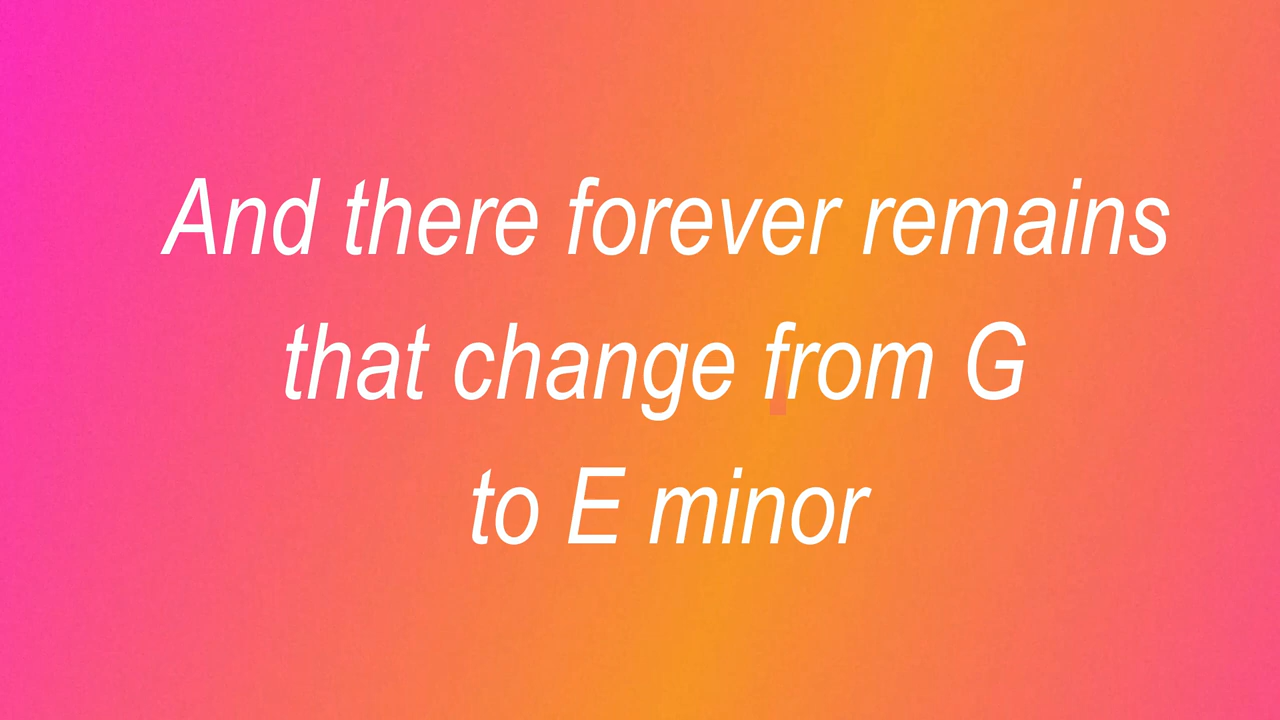 And there forever remains
that change from G
to E minor